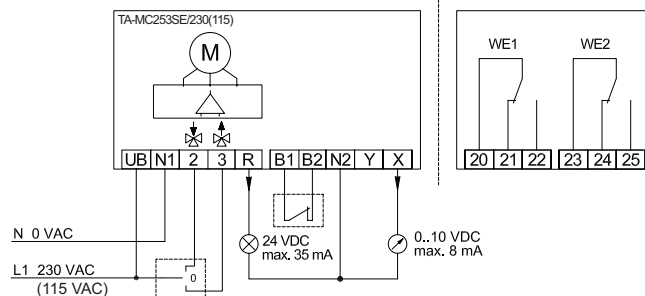 TA-MC253SE/230(115)
M
UB N1 2 3 R B1 B2 N2 Y X
N 0 VAC
L1 230 VAC
(115 VAC)
0
24 VDC
max. 35 mA
0..10 VDC
max. 8 mA
WE1 WE2
20 21 22 23 24 25